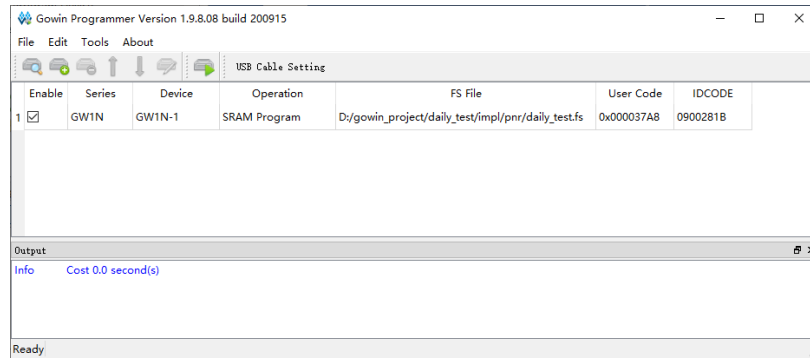 Gowin Programmer Version 1.9.8.08 build 200915
File Edit Tools About
USB Cable Setting
Enable Series Device Operation FS File User Code IDCODE
1 GW1N GW1N-1 SRAM Program D:/gowin_project/daily_test/impl/pnr/daily_test.fs 0x000037A8 0900281B
Output
Info Cost 0.0 second(s)
Ready